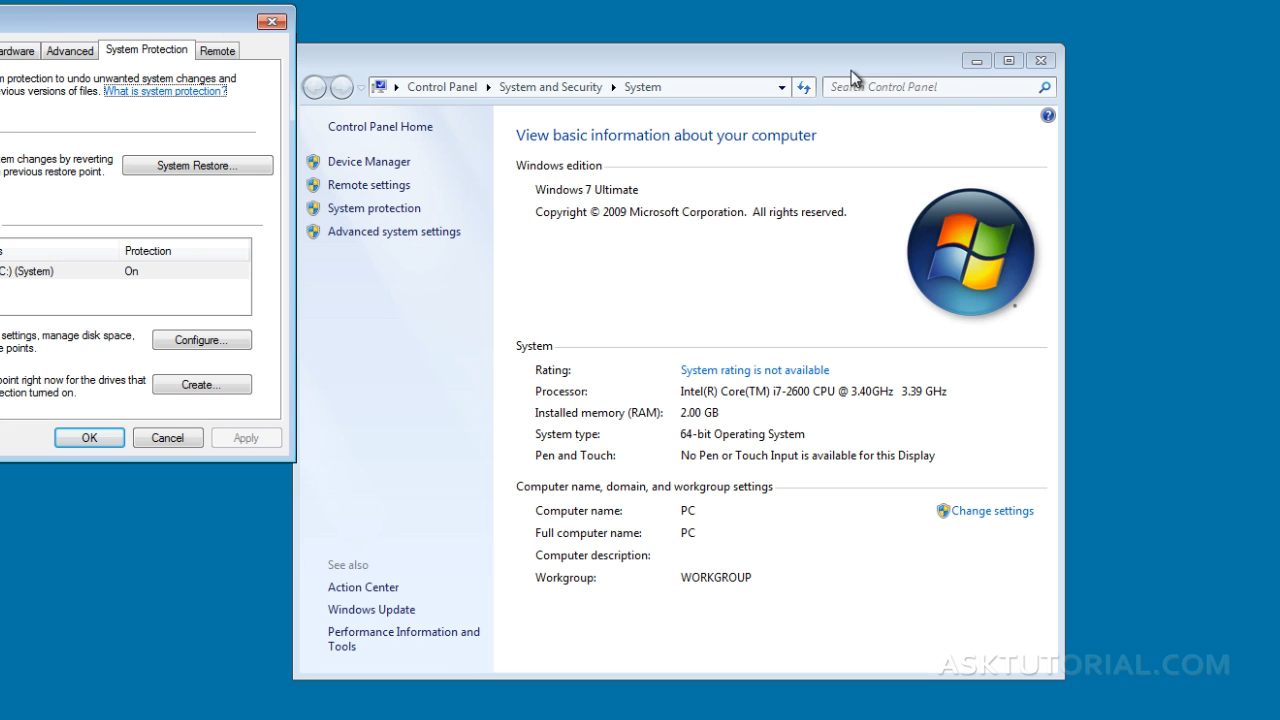 ardware
Advanced
System Protection
Remote
protection to undo unwanted system changes and
vious versions of files. What is system protection?
em changes by reverting
previous restore point.
System Restore...
s
Protection
C:) (System)
On
settings, manage disk space,
e points.
Configure...
oint right now for the drives that
ection turned on.
Create...
OK
Cancel
Apply
Control Panel
System and Security
System
Search Control Panel
Control Panel Home
Device Manager
Remote settings
System protection
Advanced system settings
See also
Action Center
Windows Update
Performance Information and
Tools
View basic information about your computer
Windows edition
Windows 7 Ultimate
Copyright © 2009 Microsoft Corporation. All rights reserved.
System
Rating: System rating is not available
Processor: Intel(R) Core(TM) i7-2600 CPU @ 3.40GHz 3.39 GHz
Installed memory (RAM): 2.00 GB
System type: 64-bit Operating System
Pen and Touch: No Pen or Touch Input is available for this Display
Computer name, domain, and workgroup settings
Computer name: PC
Change settings
Full computer name: PC
Computer description:
Workgroup: WORKGROUP
ASKTUTORIAL.COM